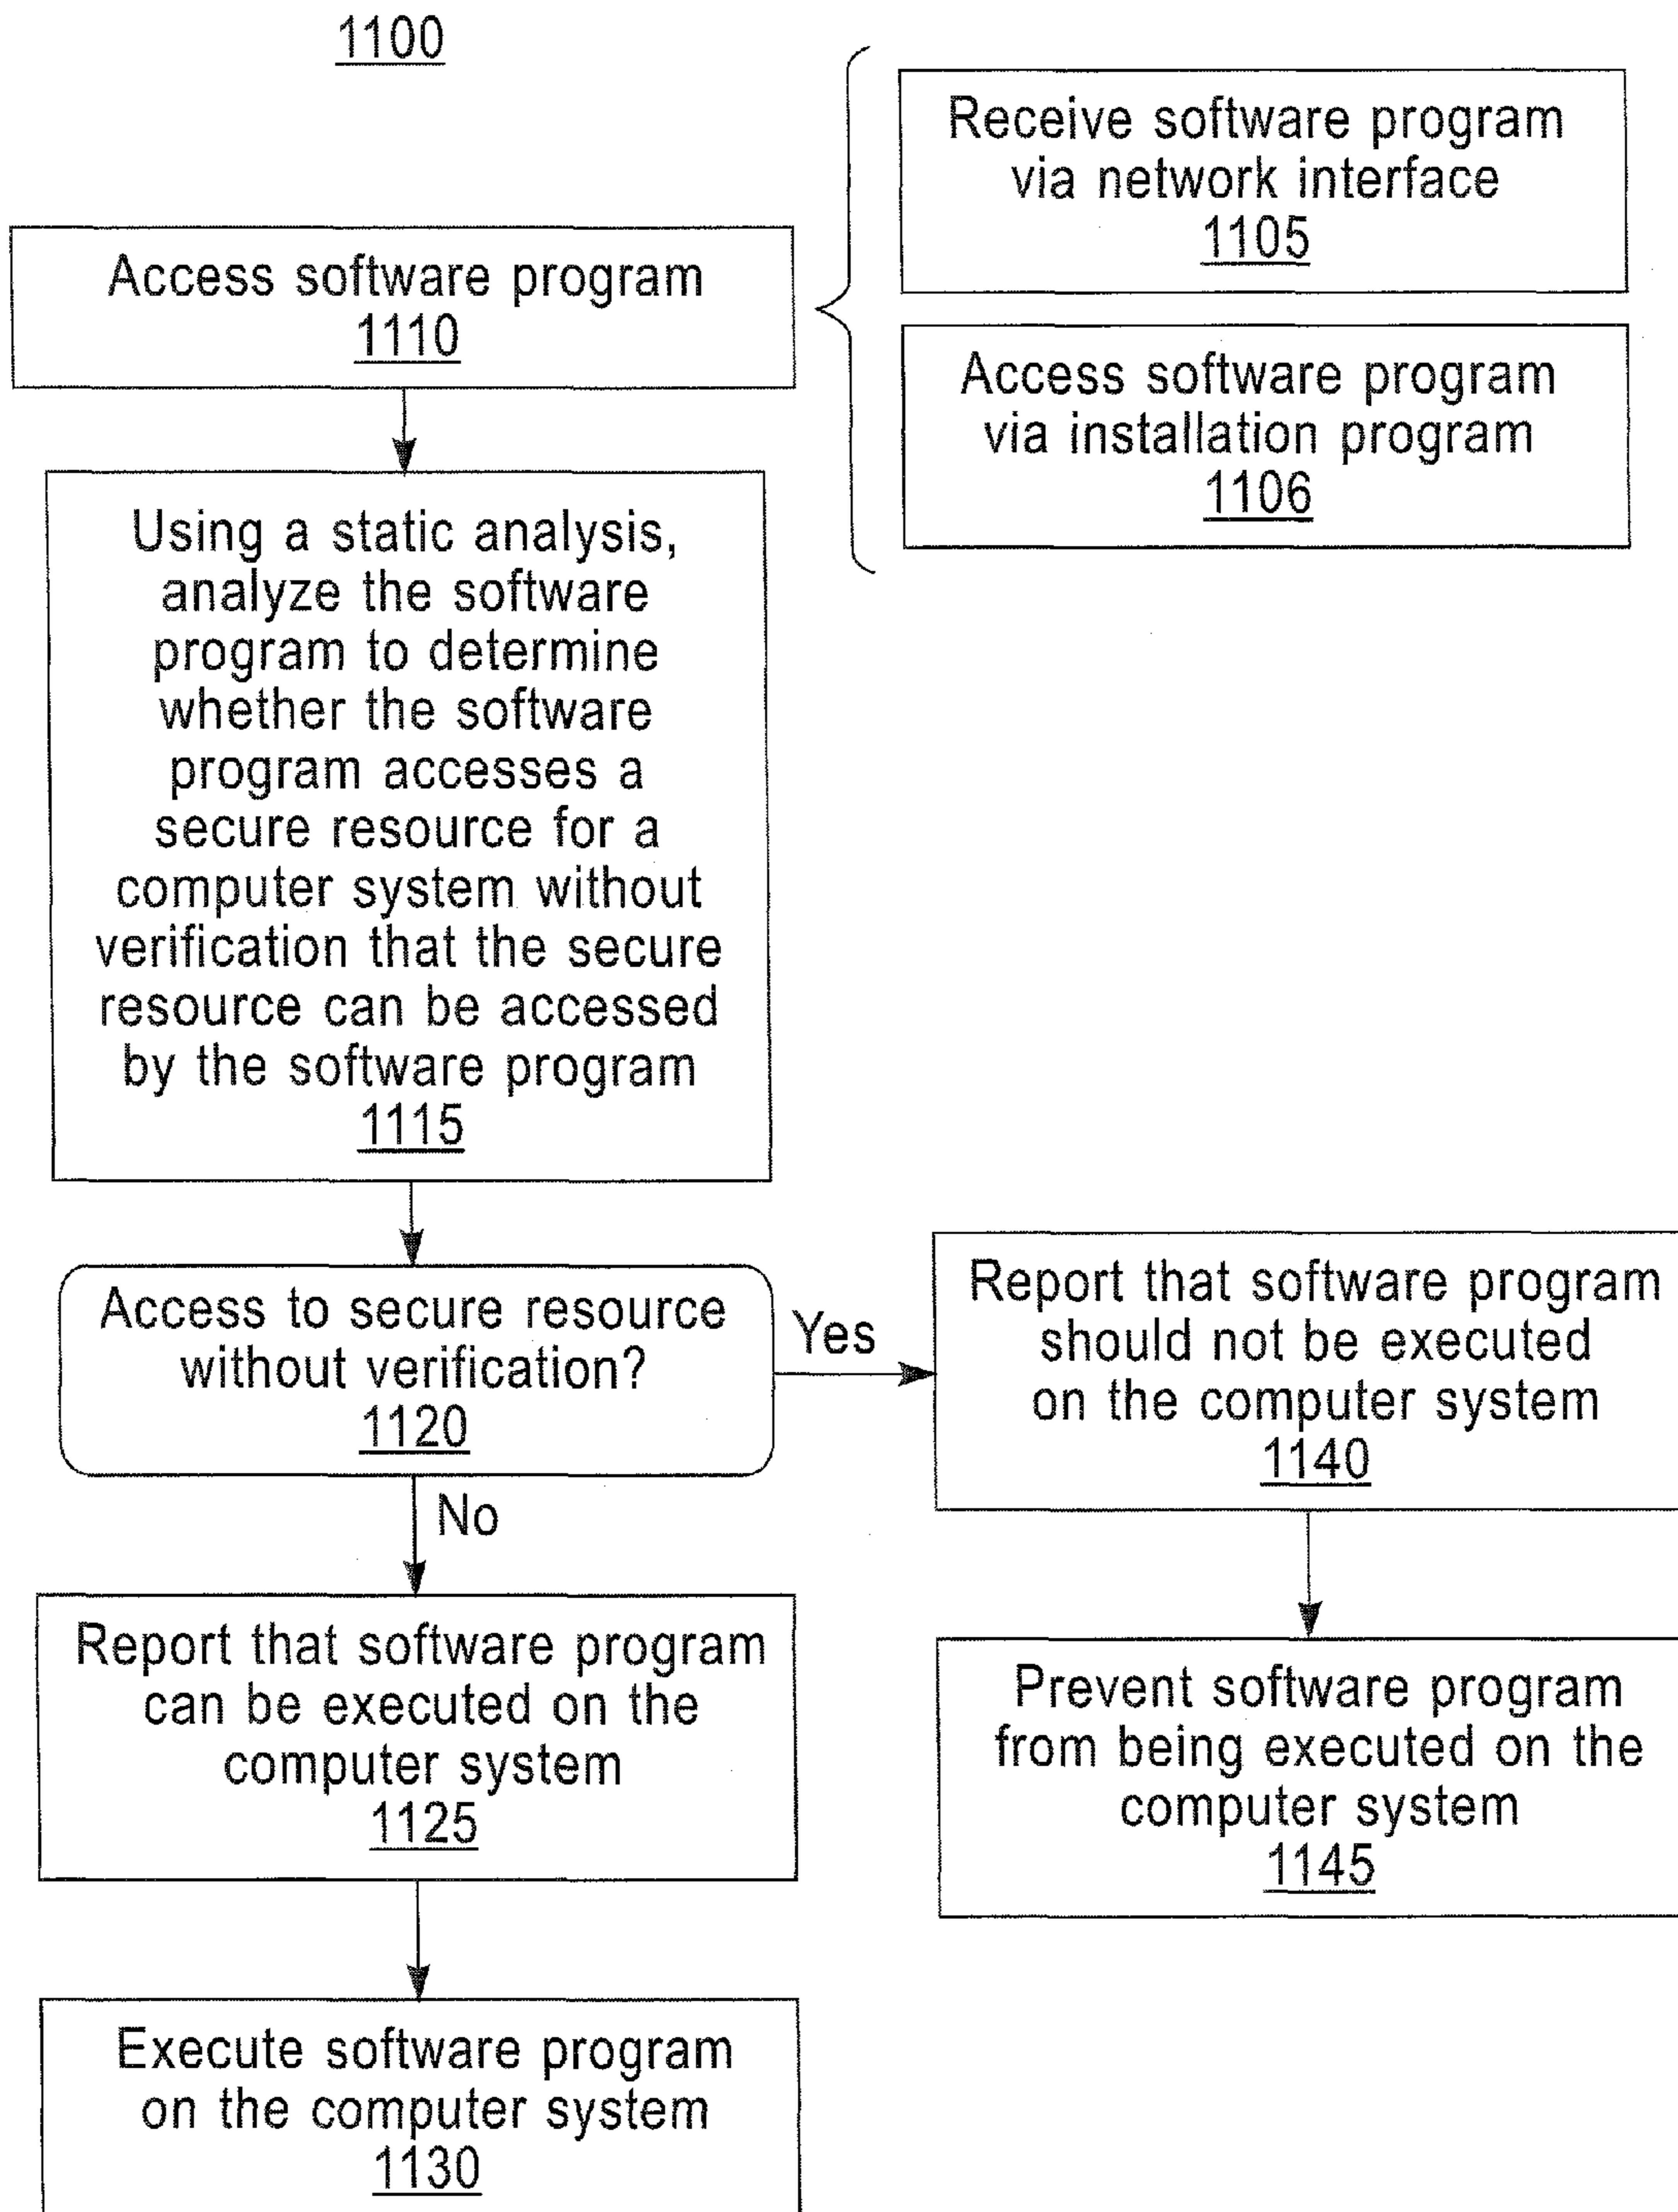 1100
Access software program
1110
Receive software program
via network interface
1105
Access software program
via installation program
1106
Using a static analysis,
analyze the software
program to determine
whether the software
program accesses a
secure resource for a
computer system without
verification that the secure
resource can be accessed
by the software program
1115
Access to secure resource
without verification?
1120
Yes
No
Report that software program
should not be executed
on the computer system
1140
Report that software program
can be executed on the
computer system
1125
Prevent software program
from being executed on the
computer system
1145
Execute software program
on the computer system
1130